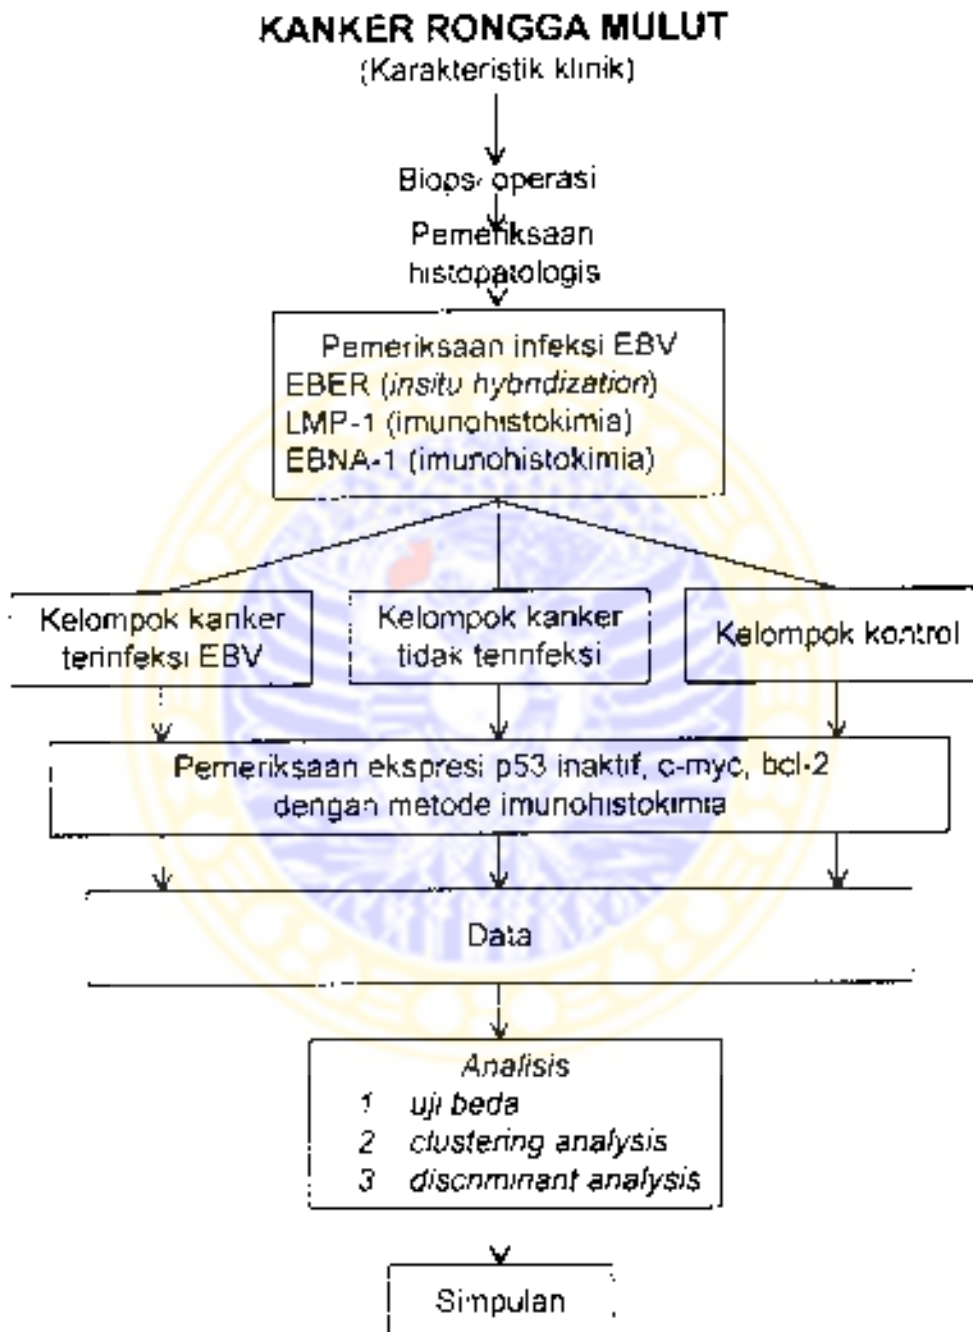 KANKER RONGGA MULUT
(Karakteristik klinik)
Biopsi operasi
Pemeriksaan
histopatologis
Pemeriksaan infeksi EBV
EBER (insitu hybridization)
LMP-1 (imunohistokimia)
EBNA-1 (imunohistokimia)
Kelompok kanker
terinfeksi EBV
Kelompok kanker
tidak terinfeksi
Kelompok kontrol
Pemeriksaan ekspresi p53 inaktif, c-myc, bcl-2
dengan metode imunohistokimia
Data
Analisis
1 uji beda
2 clustering analysis
3 discriminant analysis
Simpulan